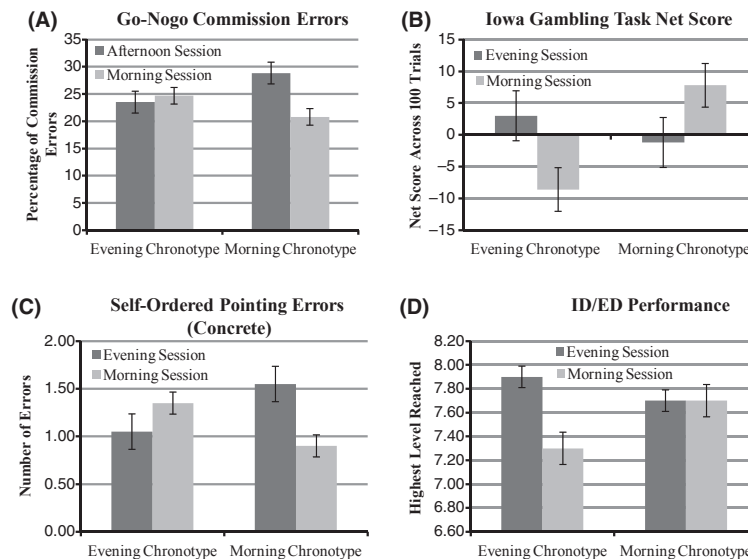 (A)
Go-Nogo Commission Errors
Percentage of Commission
Errors
35
30
25
20
15
10
5
0
Afternoon Session
Morning Session
Evening Chronotype Morning Chronotype
(B)
Iowa Gambling Task Net Score
Net Score Across 100 Trials
15
10
5
0
−5
−10
−15
Evening Session
Morning Session
Evening Chronotype Morning Chronotype
(C)
Self-Ordered Pointing Errors
(Concrete)
Number of Errors
2.00
1.50
1.00
0.50
0.00
Evening Session
Morning Session
Evening Chronotype Morning Chronotype
(D)
ID/ED Performance
Highest Level Reached
8.20
8.00
7.80
7.60
7.40
7.20
7.00
6.80
6.60
Evening Session
Morning Session
Evening Chronotype Morning Chronotype